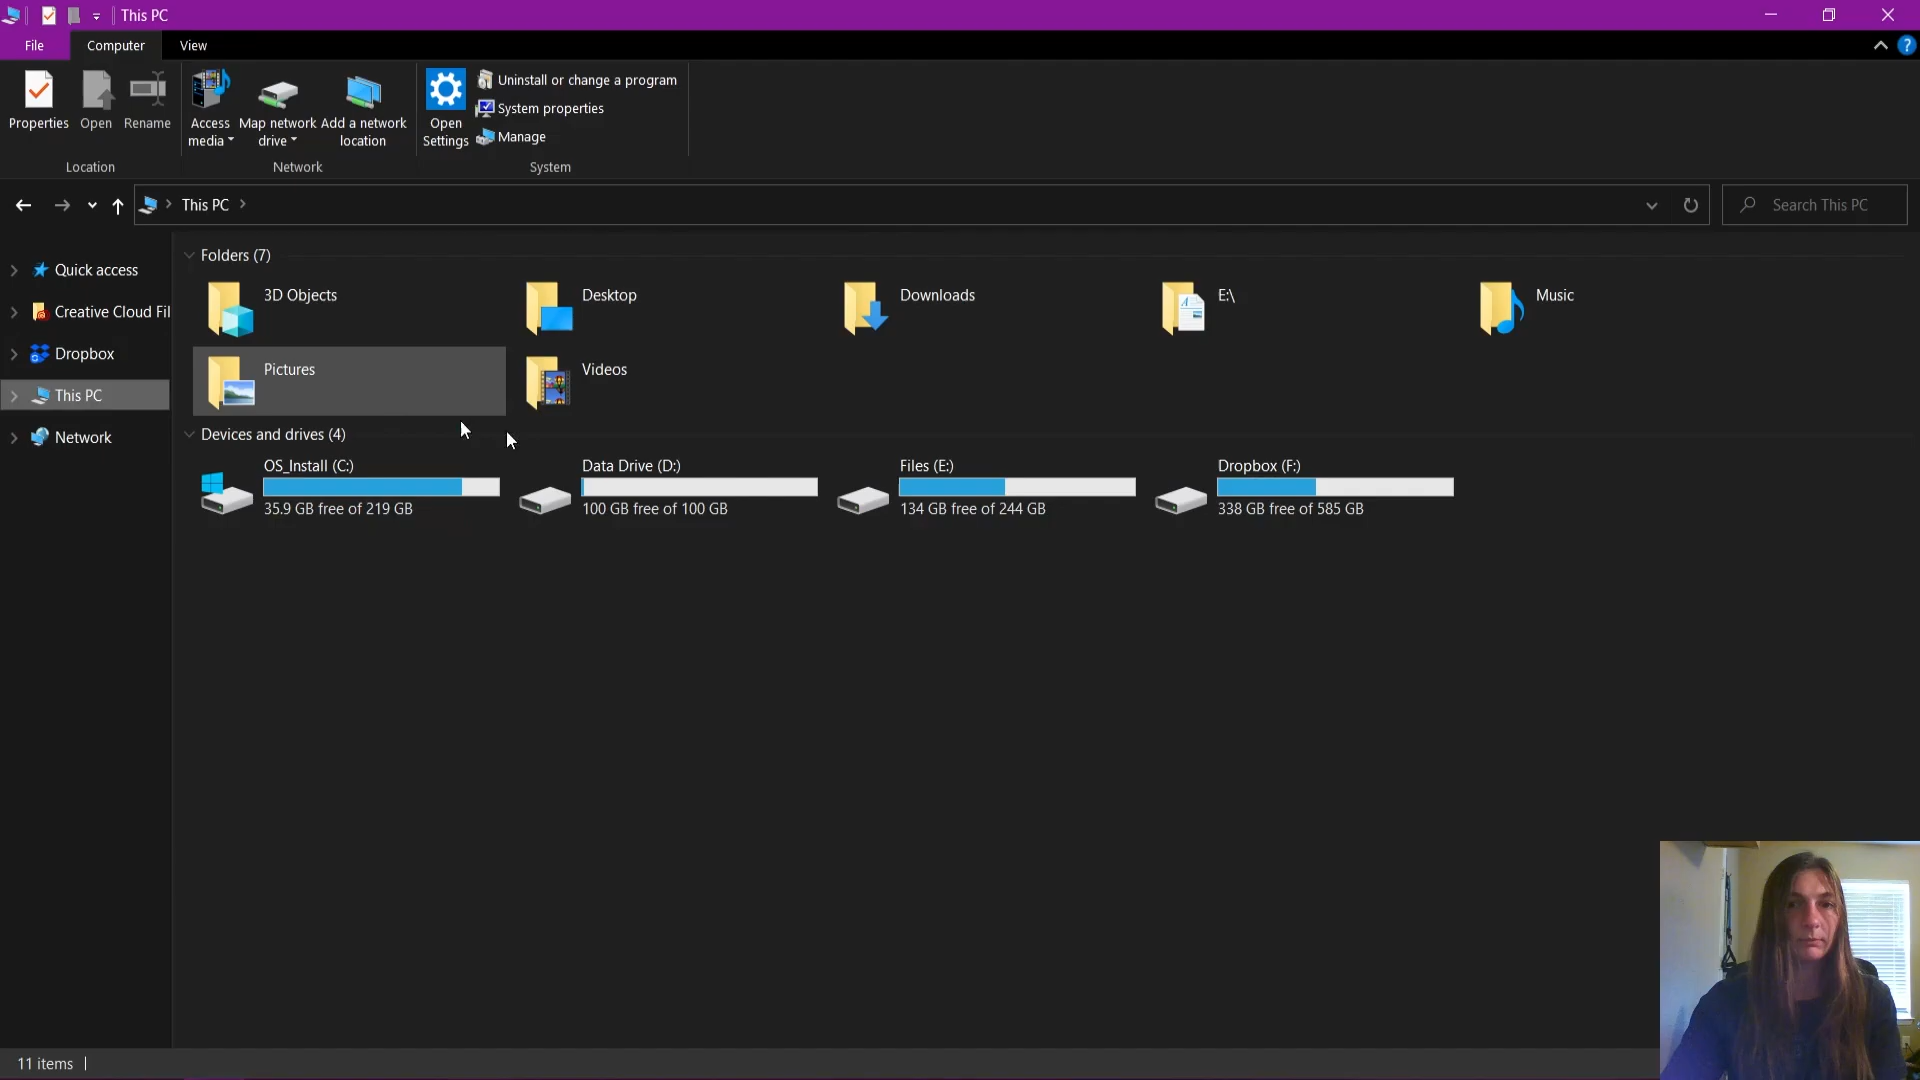 This PC
File
Computer
View
Properties
Open
Rename
Access
media
Map network
drive
Add a network
location
Open
Settings
Uninstall or change a program
System properties
Manage
Location
Network
System
This PC
Search This PC
Quick access
Creative Cloud Fil
Dropbox
This PC
Network
Folders (7)
3D Objects
Desktop
Downloads
E:\
Music
Pictures
Videos
Devices and drives (4)
OS_Install (C:)
35.9 GB free of 219 GB
Data Drive (D:)
100 GB free of 100 GB
Files (E:)
134 GB free of 244 GB
Dropbox (F:)
338 GB free of 585 GB
11 items